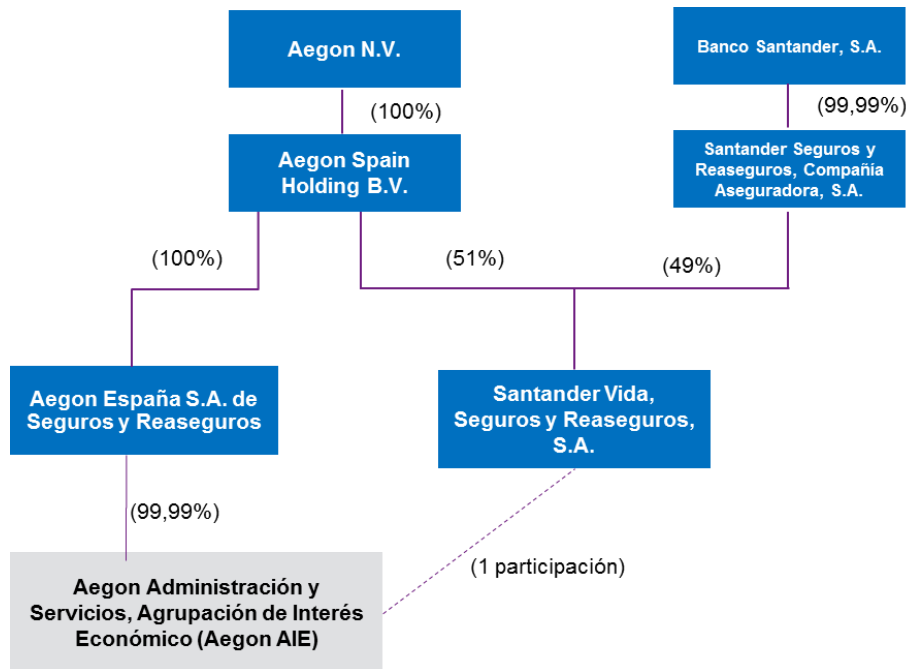 Aegon N.V.
Banco Santander, S.A.
(100%)
(99,99%)
Aegon Spain
Holding B.V.
Santander Seguros y
Reaseguros, Compañía
Aseguradora, S.A.
(100%)
(51%)
(49%)
Aegon España S.A. de
Seguros y Reaseguros
Santander Vida,
Seguros y Reaseguros,
S.A.
(99,99%)
(1 participación)
Aegon Administración y
Servicios, Agrupación de Interés
Económico (Aegon AIE)